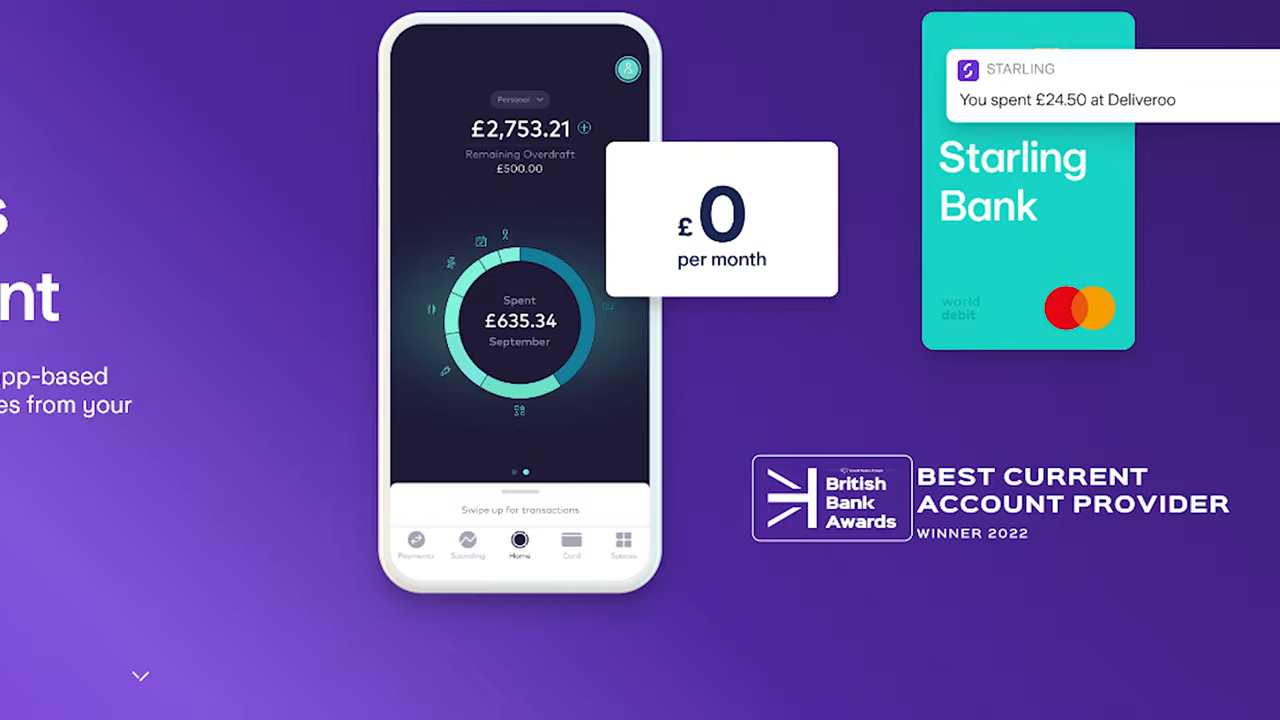 s
nt
pp-based
es from your
Personal
£2,753.21
Remaining Overdraft
£500.00
Spent
£635.34
September
Swipe up for transactions
Payments
Spending
Home
Card
Spaces
£0
per month
STARLING
You spent £24.50 at Deliveroo
Starling
Bank
world
debit
British
Bank
Awards
BEST CURRENT
ACCOUNT PROVIDER
WINNER 2022